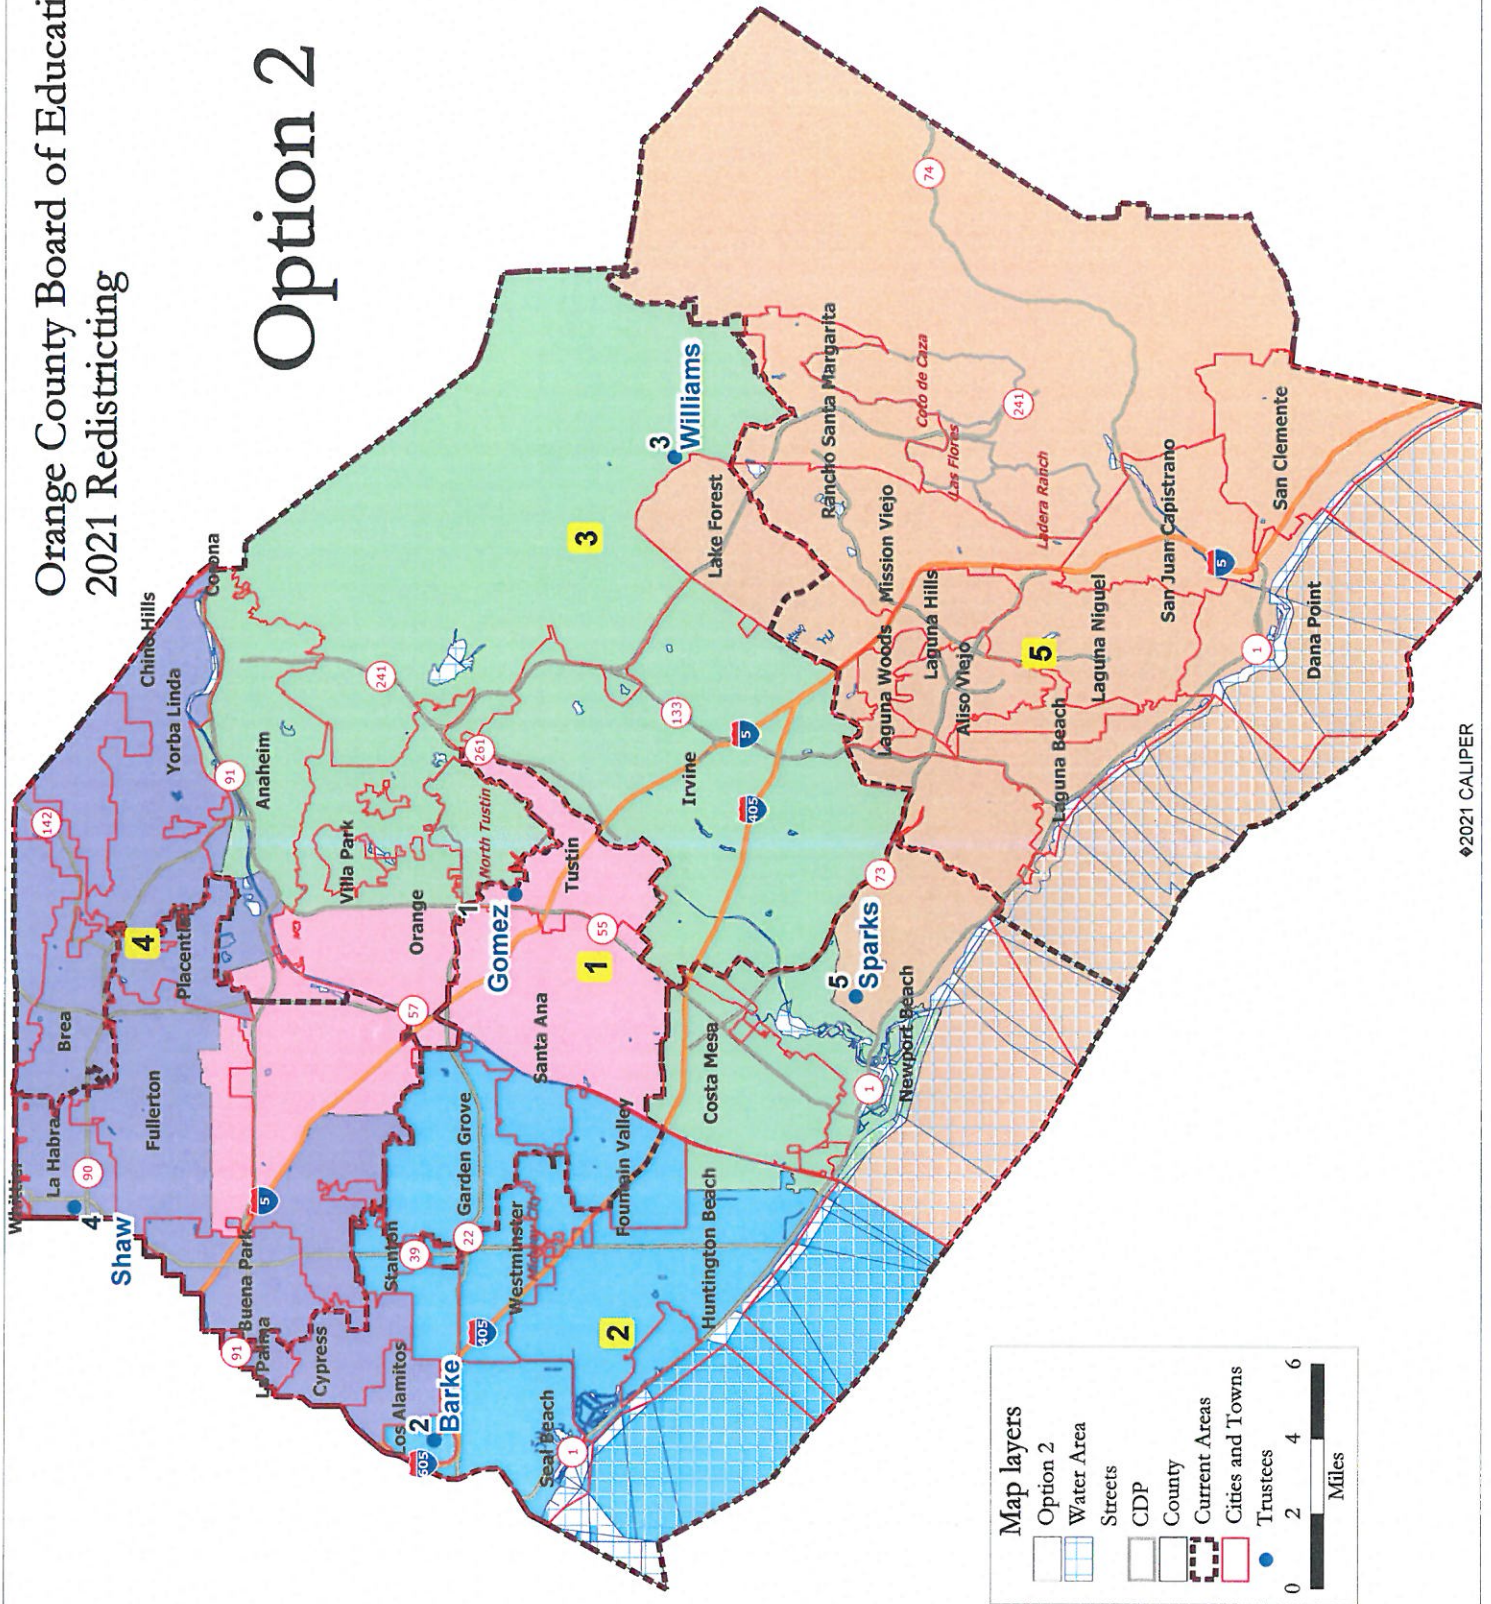 Orange County Board of Educati
2021 Redistricting
Option 2
Whittier
La Habra
90
4
Shaw
Brea
142
Chino Hills
Yorba Linda
Corona
91
4
Placentia
Fullerton
Anaheim
241
Buena Park
5
91
La Palma
Cypress
Villa Park
Orange
57
1
261
North Tustin
Los Alamitos
2
Barke
605
Stanton
39
22
Garden Grove
405
Westminster
Gomez
Tustin
Santa Ana
55
1
3
3
Williams
133
5
Irvine
405
Lake Forest
Seal Beach
1
2
Fountain Valley
Huntington Beach
Costa Mesa
73
5
Sparks
1
Newport Beach
Rancho Santa Margarita
Mission Viejo
Coto de Caza
74
Las Flores
241
Laguna Woods
Laguna Hills
Aliso Viejo
5
Ladera Ranch
Laguna Niguel
Laguna Beach
San Juan Capistrano
5
San Clemente
1
Dana Point
Map layers
Option 2
Water Area
Streets
CDP
County
Current Areas
Cities and Towns
Trustees
0 2 4 6
Miles
©2021 CALIPER